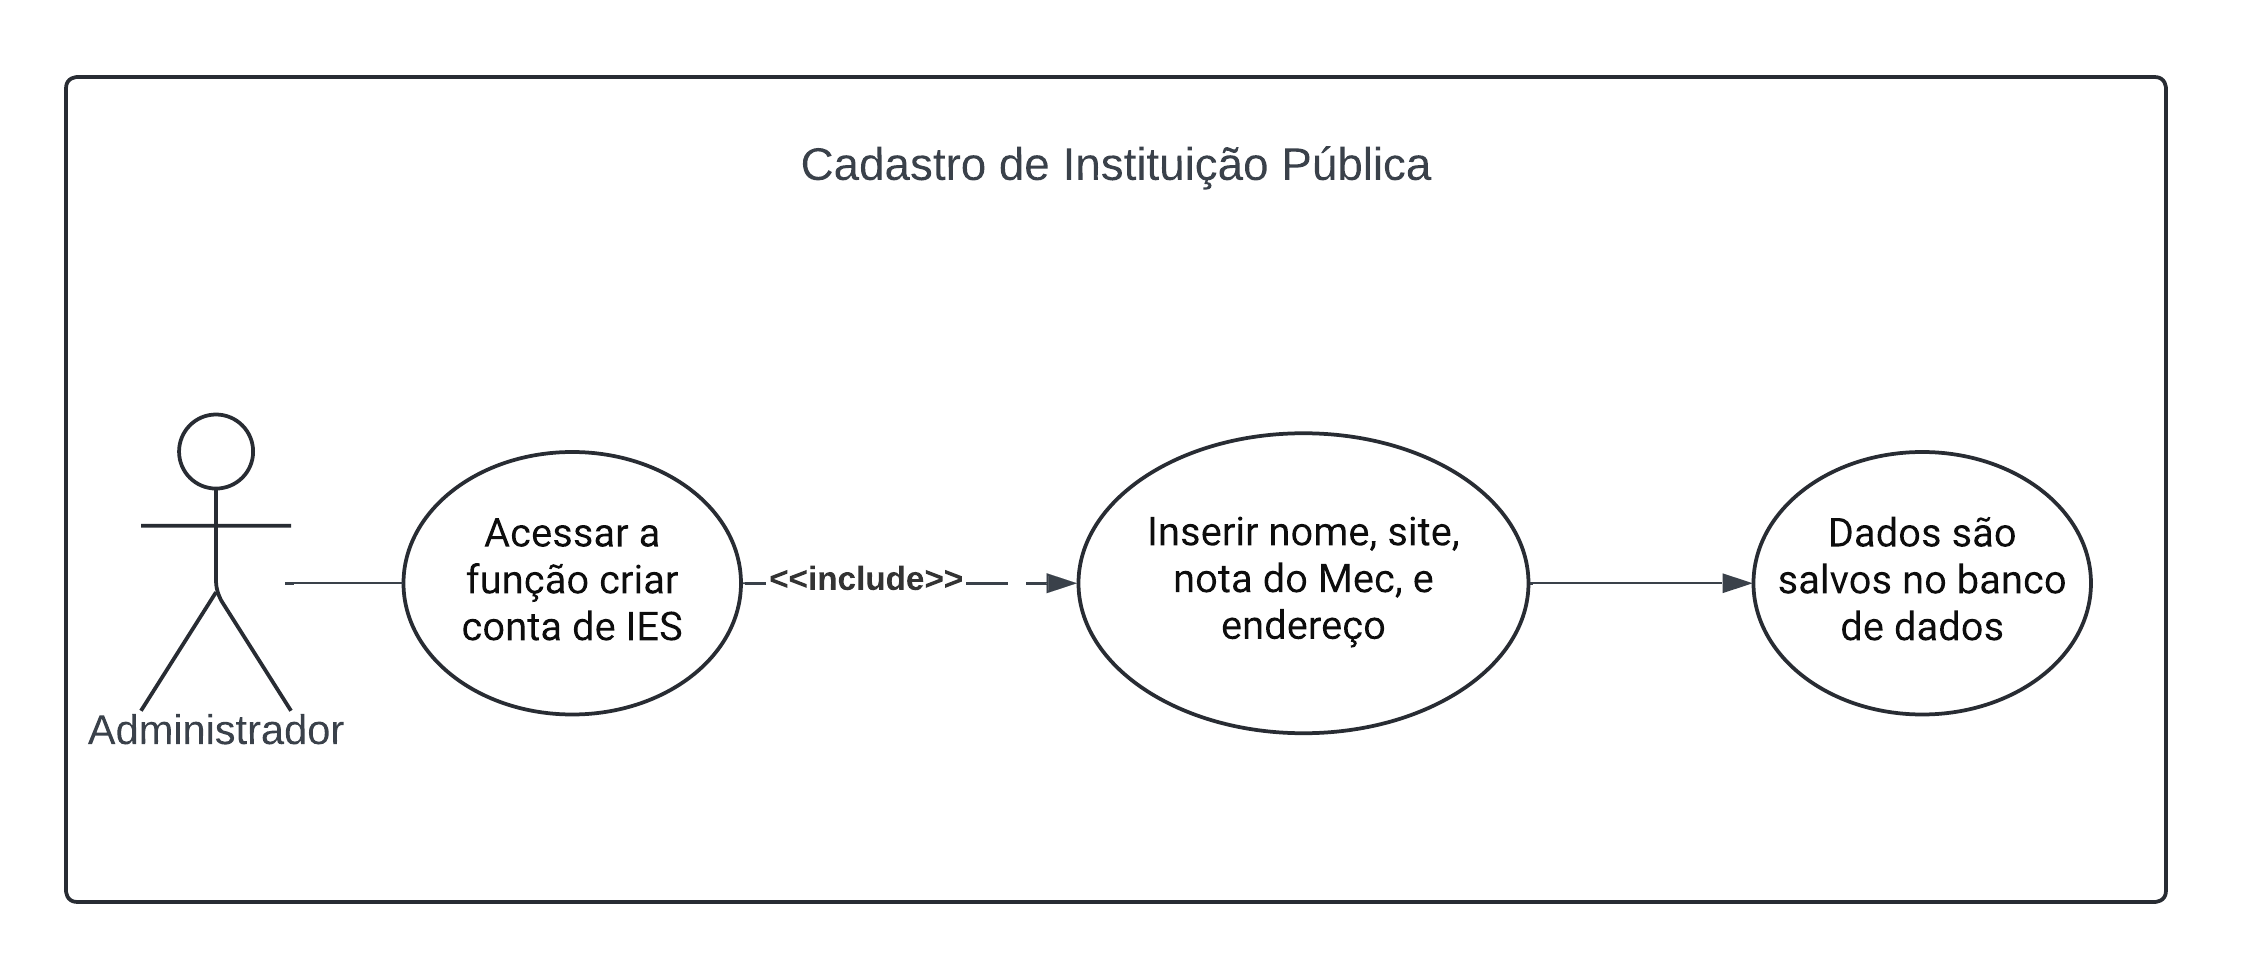 Cadastro de Instituição Pública
Acessar a
função criar
conta de IES
<<include>>
Inserir nome, site,
nota do Mec, e
endereço
Dados são
salvos no banco
de dados
Administrador